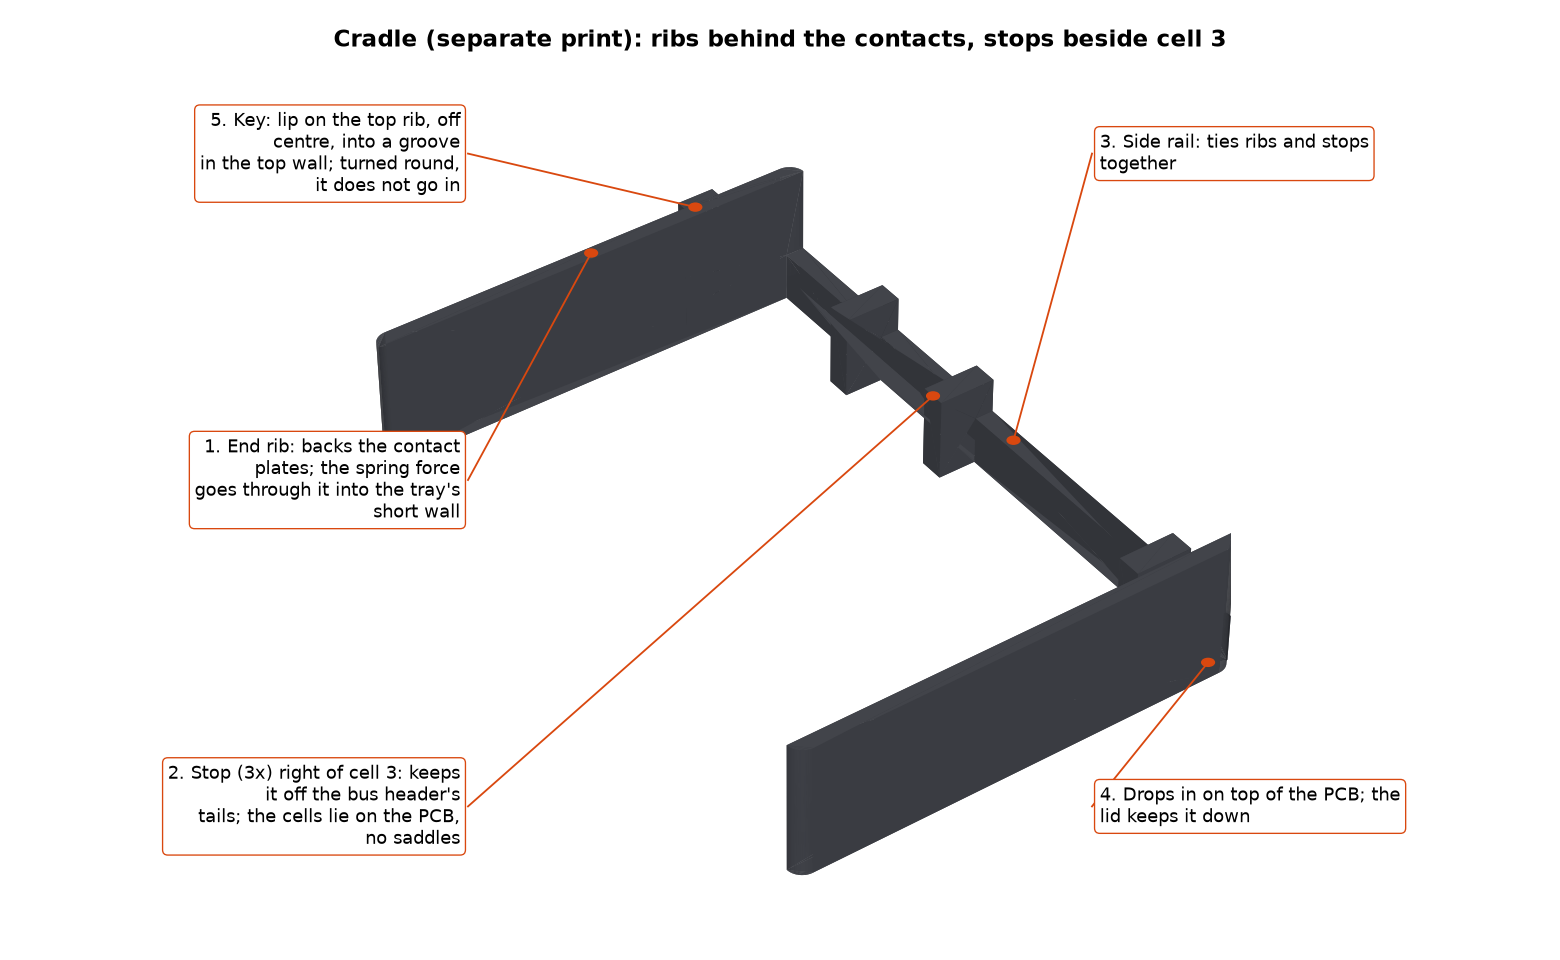 Cradle (separate print): ribs behind the contacts, stops beside cell 3
5. Key: lip on the top rib, off
centre, into a groove
in the top wall; turned round,
it does not go in
3. Side rail: ties ribs and stops
together
1. End rib: backs the contact
plates; the spring force
goes through it into the tray's
short wall
2. Stop (3x) right of cell 3: keeps
it off the bus header's
tails; the cells lie on the PCB,
no saddles
4. Drops in on top of the PCB; the
lid keeps it down